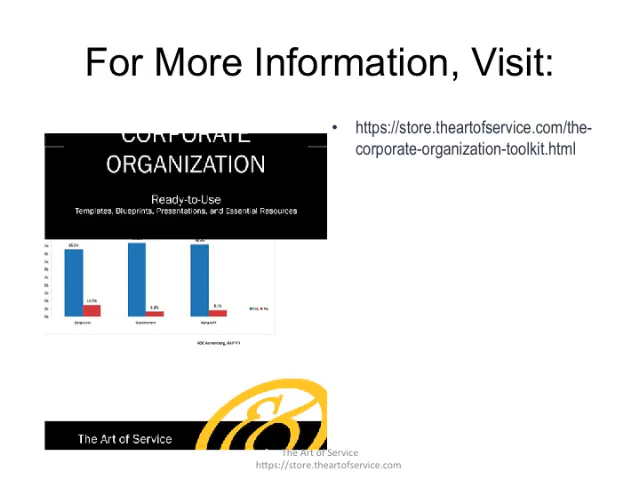 For More Information, Visit:
• https://store.theartofservice.com/the-
corporate-organization-toolkit.html
CORPORATE
ORGANIZATION
Ready-to-Use
Templates, Blueprints, Presentations, and Essential Resources
The Art of Service
The Art of Service
https://store.theartofservice.com